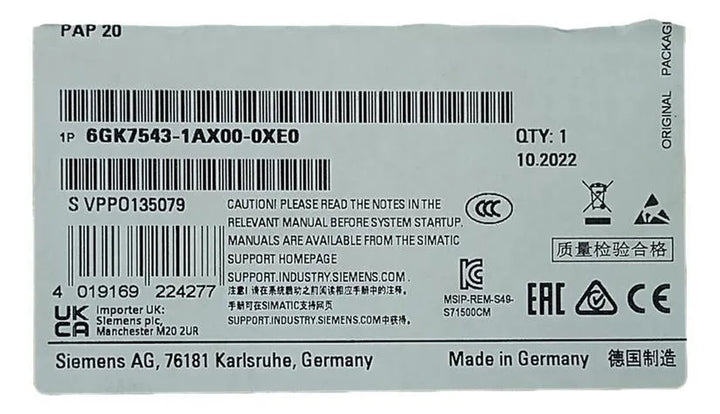 PAP 20
ORIGINAL PACKAGI
1P 6GK7543-1AX00-0XE0
QTY: 1
10.2022
S VPPO135079
CAUTION! PLEASE READ THE NOTES IN THE
RELEVANT MANUAL BEFORE SYSTEM STARTUP.
MANUALS ARE AVAILABLE FROM THE SIMATIC
SUPPORT HOMEPAGE
SUPPORT.INDUSTRY.SIEMENS.COM.
注意! 请在系统启动之前阅读相应手册中的注释。
手册可在SIMATIC支持网页
SUPPORT.INDUSTRY.SIEMENS.COM中获得。
CCC
质量检验合格
MSIP-REM-S49-
S71500CM
EAC
CE
4 019169 224277
UK
CA
Importer UK:
Siemens plc,
Manchester M20 2UR
Siemens AG, 76181 Karlsruhe, Germany
Made in Germany 德国制造